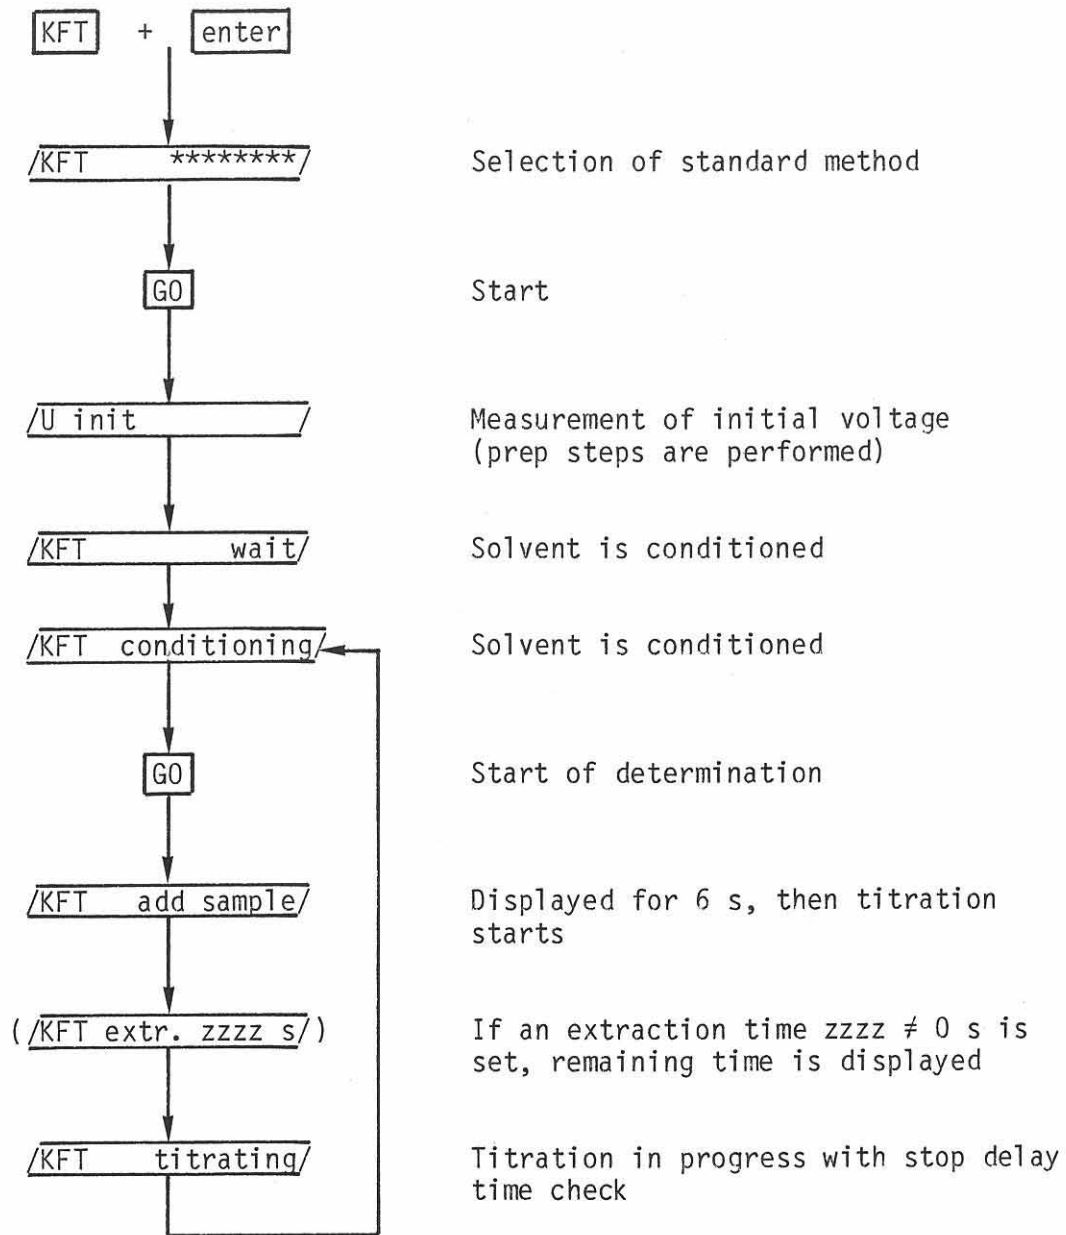 KFT + enter
/KFT ********/ Selection of standard method
GO Start
/U init / Measurement of initial voltage
(prep steps are performed)
/KFT wait/ Solvent is conditioned
/KFT conditioning/ Solvent is conditioned
GO Start of determination
/KFT add sample/ Displayed for 6 s, then titration
starts
(/KFT extr. zzzz s/) If an extraction time zzzz ≠ 0 s is
set, remaining time is displayed
/KFT titrating/ Titration in progress with stop delay
time check